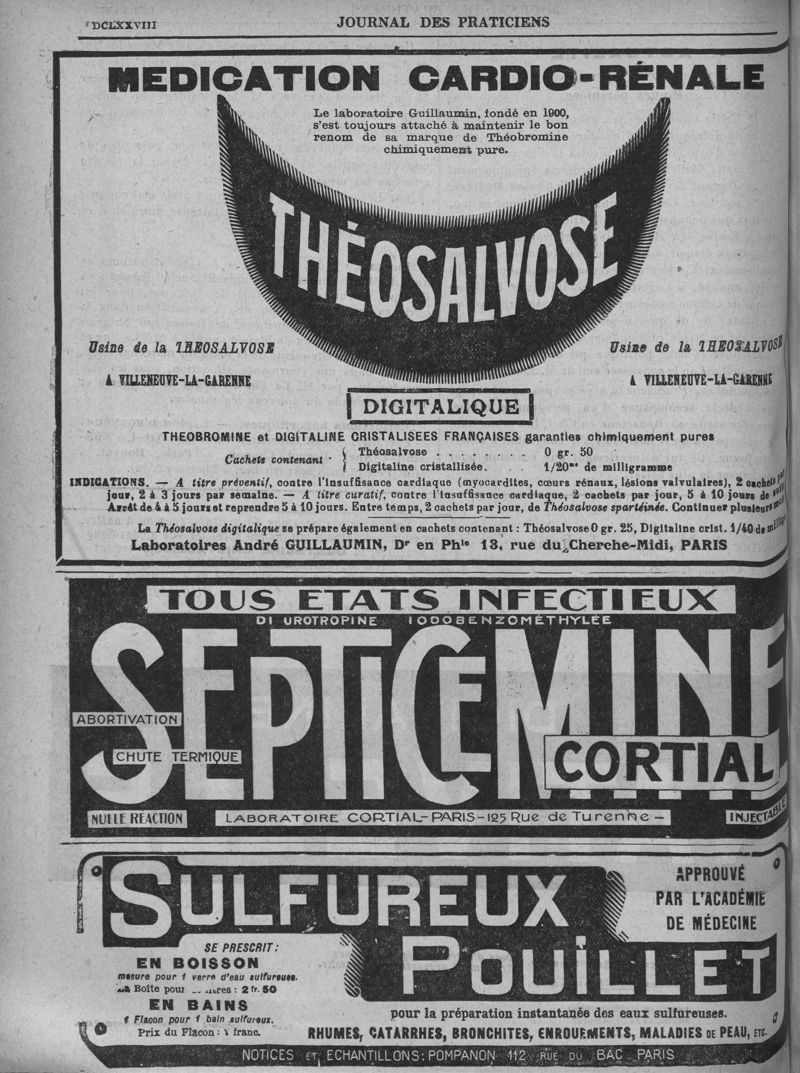 DCLXXVIII
JOURNAL DES PRATICIENS
MEDICATION CARDIO-RÉNALE
Le laboratoire Guillaumin, fondé en 1900,
s'est toujours attaché à maintenir le bon
renom de sa marque de Théobromine
chimiquement pure.
THÉOSALVOSE
Usine de la THEOSALVOSE
A VILLENEUVE-LA-GARENNE
Usine de la THEOSALVOSE
A VILLENEUVE-LA-GARENNE
DIGITALIQUE
THEOBROMINE et DIGITALINE CRISTALISEES FRANÇAISES garanties chimiquement pures
Cachets contenant
Théosalvose . . . . . . . . 0 gr. 50
Digitaline cristallisée. 1/20me de milligramme
INDICATIONS. — A titre préventif, contre l'insuffisance cardiaque (myocardites, cœurs rénaux, lésions valvulaires), 2 cachets par
jour, 2 à 3 jours par semaine. — A titre curatif, contre l'insuffisance cardiaque, 2 cachets par jour, 5 à 10 jours de suite
Arrêt de 4 à 5 jours et reprendre 5 à 10 jours. Entre temps, 2 cachets par jour, de Théosalvose spartéinée. Continuer plusieurs mois
La Théosalvose digitalique se prépare également en cachets contenant : Théosalvose 0 gr. 25, Digitaline crist. 1/40 de millig
Laboratoires André GUILLAUMIN, Dr en Phie 13, rue du Cherche-Midi, PARIS
TOUS ETATS INFECTIEUX
DI UROTROPINE IODOBENZOMÉTHYLÉE
SEPTICEMINE
ABORTIVATION
CHUTE TERMIQUE
CORTIAL
NULLE REACTION
LABORATOIRE CORTIAL-PARIS-125 Rue de Turenne-
INJECTABLE
SULFUREUX
POUILLET
APPROUVÉ
PAR L'ACADÉMIE
DE MÉDECINE
SE PRESCRIT:
EN BOISSON
mesure pour 1 verre d'eau sulfureuse.
La Boîte pour res : 2 fr. 50
EN BAINS
1 Flacon pour 1 bain sulfureux.
Prix du Flacon : 1 franc.
pour la préparation instantanée des eaux sulfureuses.
RHUMES, CATARRHES, BRONCHITES, ENROUEMENTS, MALADIES DE PEAU, ETC.
NOTICES ET ECHANTILLONS: POMPANON 112 RUE DU BAC PARIS